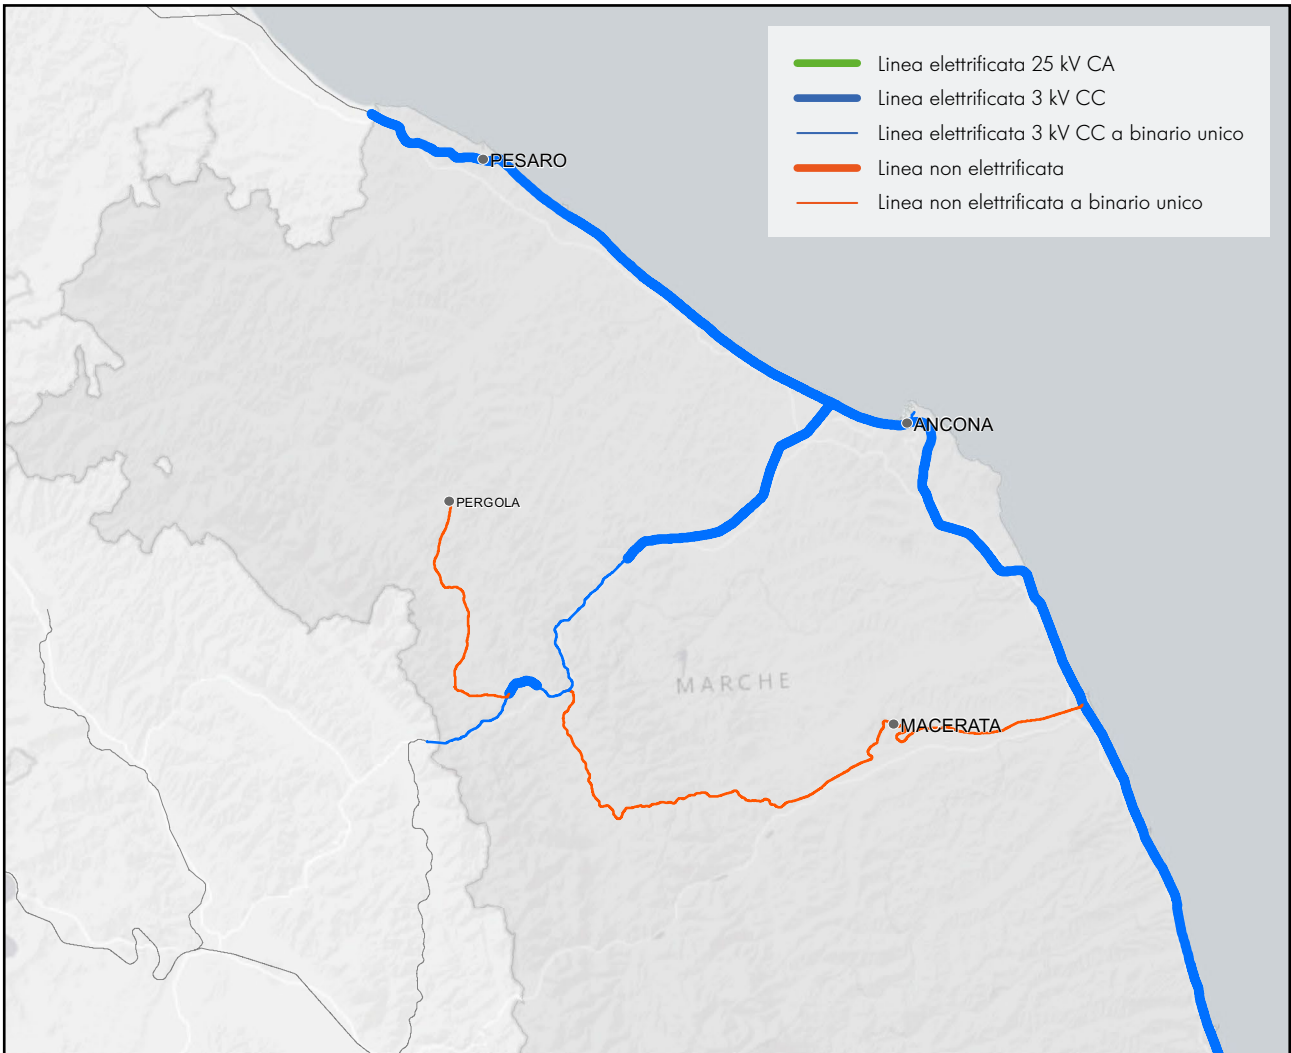 Linea elettrificata 25 kV CA
Linea elettrificata 3 kV CC
Linea elettrificata 3 kV CC a binario unico
Linea non elettrificata
Linea non elettrificata a binario unico
PESARO
ANCONA
PERGOLA
MARCHE
MACERATA